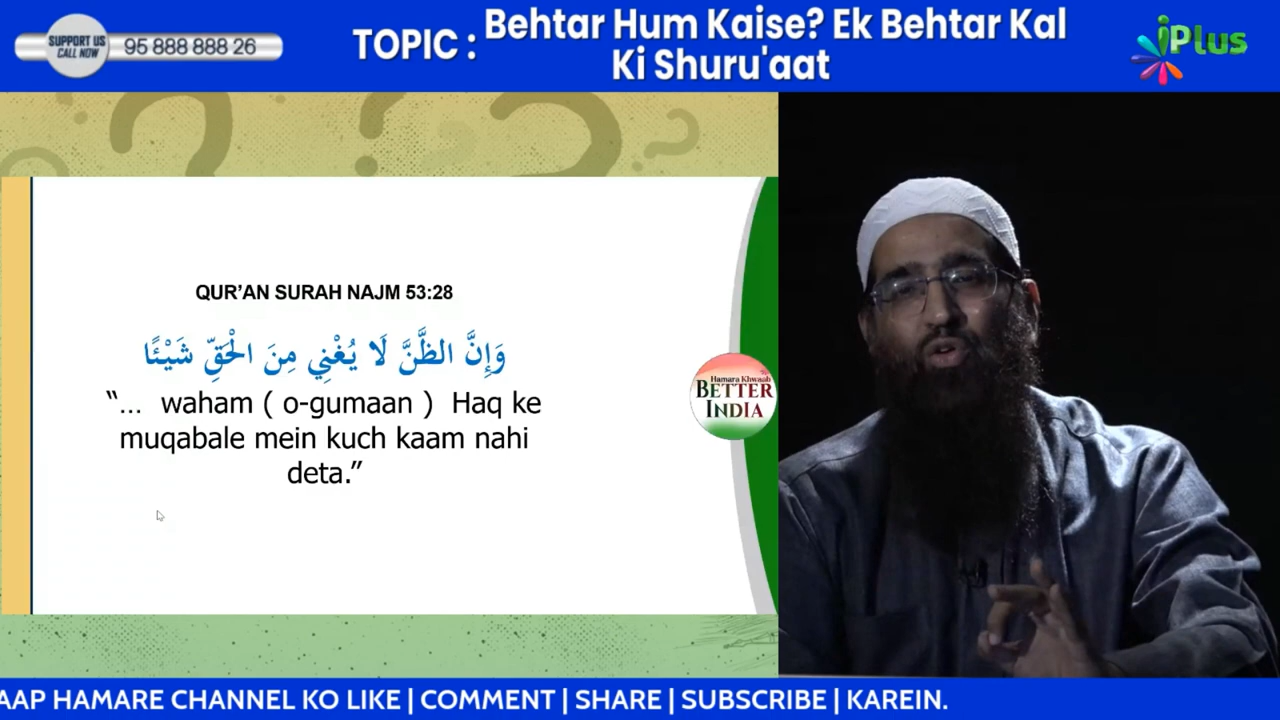 SUPPORT US
CALL NOW
95 888 888 26
TOPIC :
Behtar Hum Kaise? Ek Behtar Kal
Ki Shuru'aat
iPlus
QUR’AN SURAH NAJM 53:28
وَإِنَّ الظَّنَّ لَا يُغْنِي مِنَ الْحَقِّ شَيْئًا
“... waham ( o-gumaan ) Haq ke
muqabale mein kuch kaam nahi
deta.”
Hamara Khwaab
BETTER
INDIA
AAP HAMARE CHANNEL KO LIKE | COMMENT | SHARE | SUBSCRIBE | KAREIN.